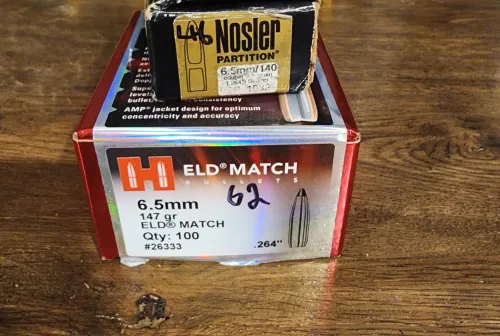 46
Nosler
PARTITION®
6.5mm/140
consistency
AMP® jacket design for optimum
concentricity and accuracy
H
ELD® MATCH
BULLETS
62
6.5mm
147 gr
ELD® MATCH
Qty: 100
#26333
.264"